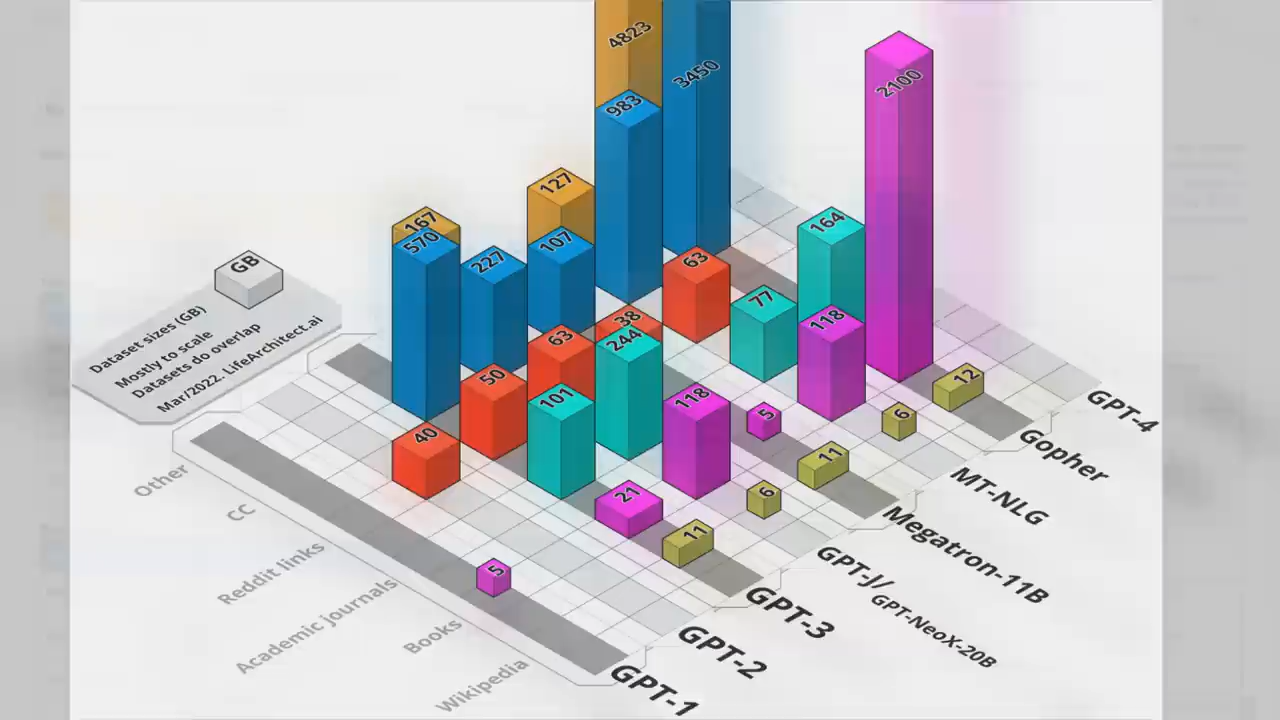 4823
3450
983
2100
127
167
570
107
227
63
164
GB
77
38
118
63
244
Dataset sizes (GB)
Mostly to scale
Datasets do overlap
Mar/2022. LifeArchitect.ai
50
12
101
118
5
6
40
11
21
6
11
5
Other
CC
Reddit links
Academic journals
Books
Wikipedia
GPT-4
Gopher
MT-NLG
Megatron-11B
GPT-J/
GPT-NeoX-20B
GPT-3
GPT-2
GPT-1